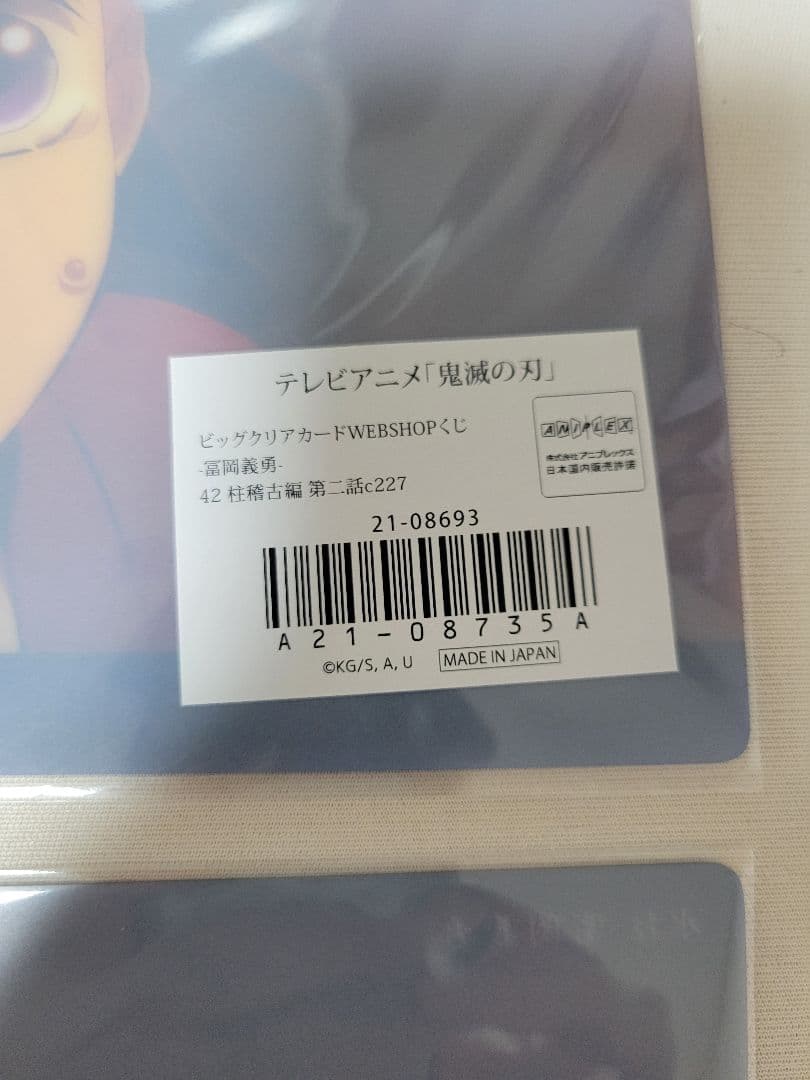 テレビアニメ「鬼滅の刃」
ビッグクリアカードWEBSHOPくじ
-冨岡義勇-
42 柱稽古編 第二話c227
ANIPLEX
株式会社アニプレックス
日本国内販売許諾
21-08693
A21-08735A
©KG/S, A, U
MADE IN JAPAN